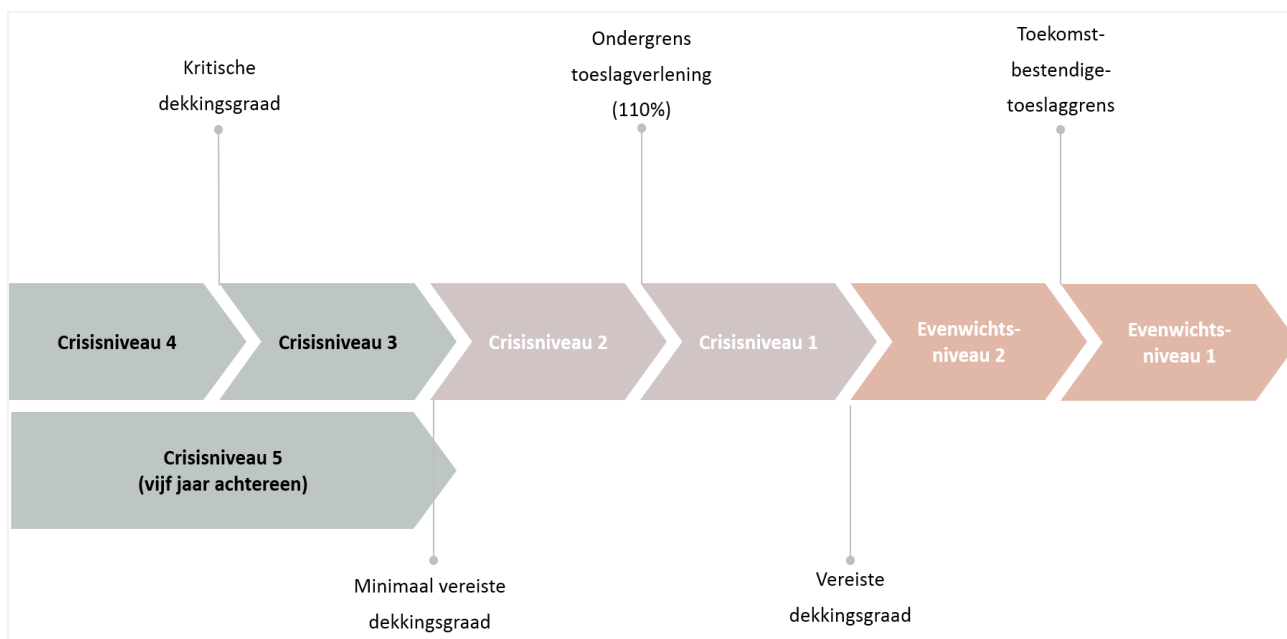 Kritische
dekkingsgraad
Ondergrens
toeslagverlening
(110%)
Toekomst-
bestendige-
toeslaggrens
Crisisniveau 4
Crisisniveau 3
Crisisniveau 2
Crisisniveau 1
Evenwichts-
niveau 2
Evenwichts-
niveau 1
Crisisniveau 5
(vijf jaar achtereen)
Minimaal vereiste
dekkingsgraad
Vereiste
dekkingsgraad